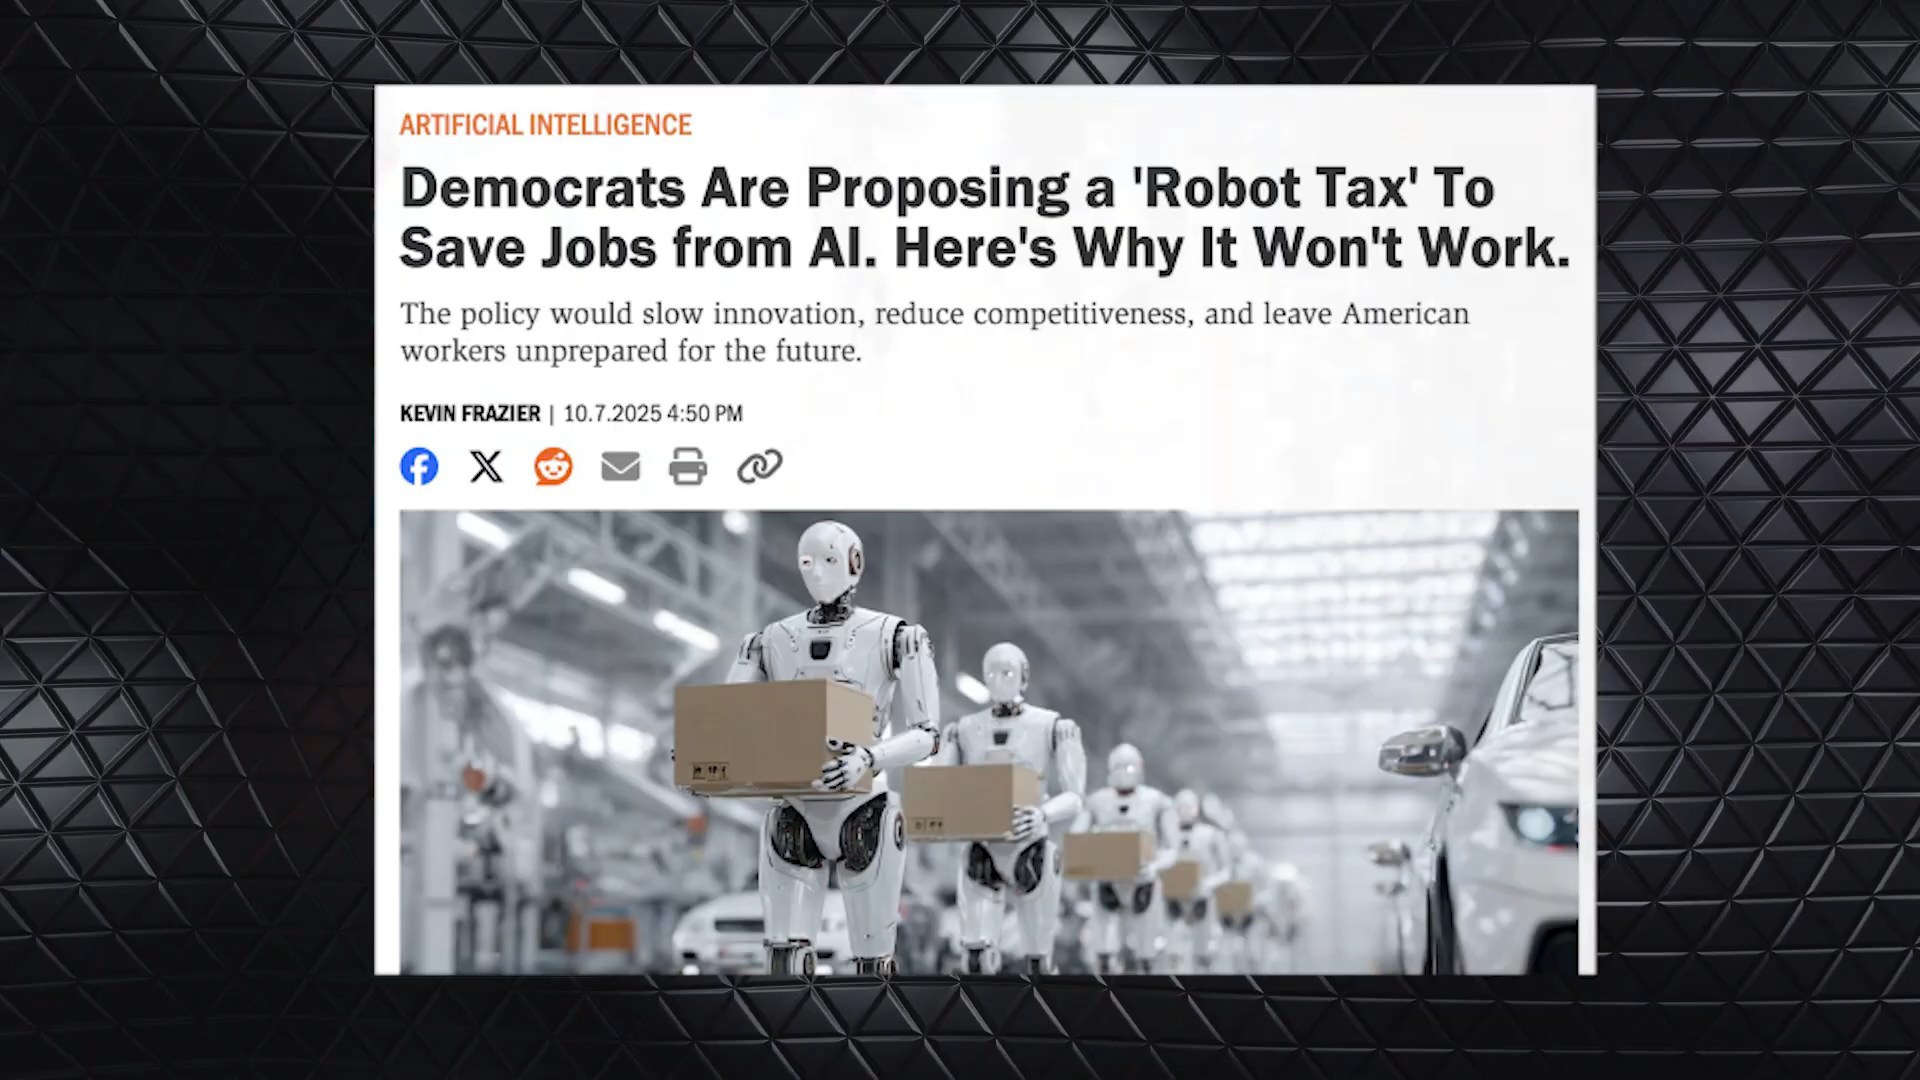 ARTIFICIAL INTELLIGENCE
Democrats Are Proposing a 'Robot Tax' To
Save Jobs from AI. Here's Why It Won't Work.
The policy would slow innovation, reduce competitiveness, and leave American
workers unprepared for the future.
KEVIN FRAZIER | 10.7.2025 4:50 PM